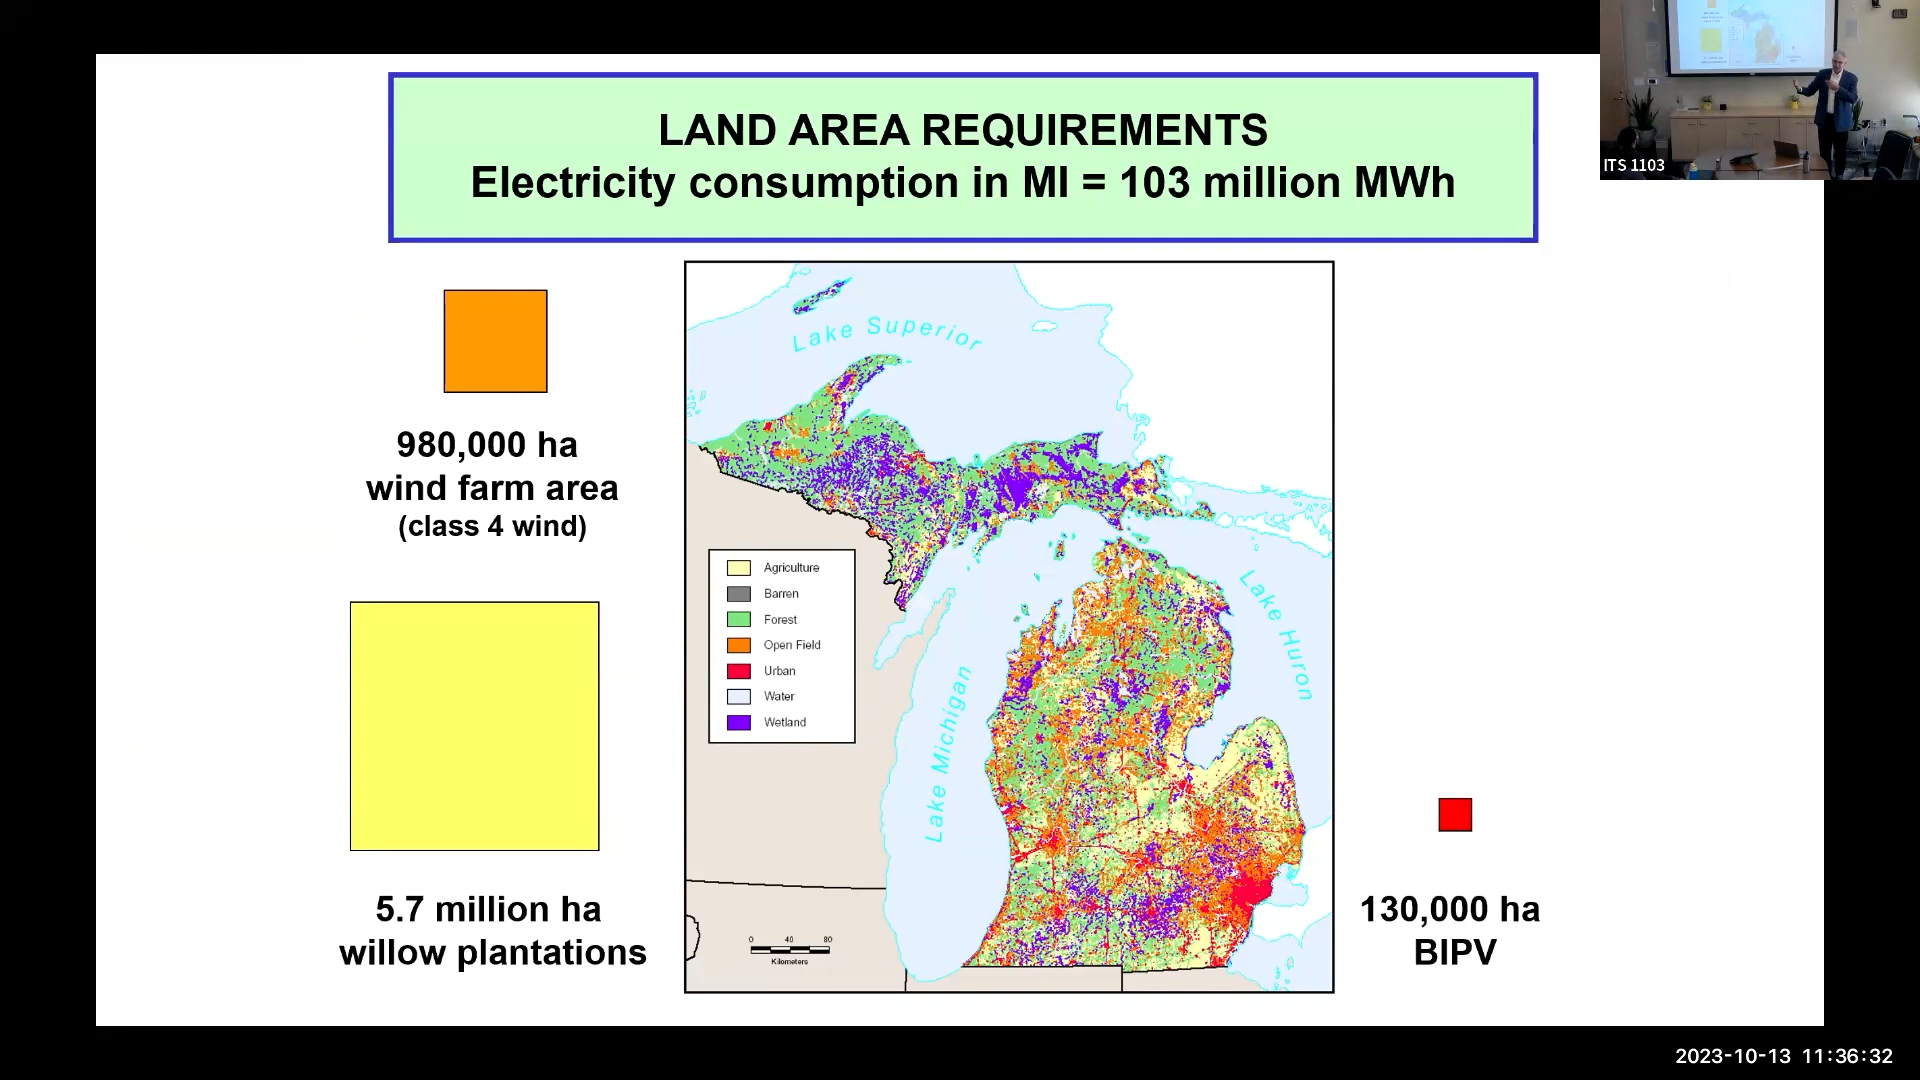 LAND AREA REQUIREMENTS
Electricity consumption in MI = 103 million MWh
ITS 1103
980,000 ha
wind farm area
(class 4 wind)
5.7 million ha
willow plantations
Lake Superior
Lake Michigan
Lake Huron
Agriculture
Barren
Forest
Open Field
Urban
Water
Wetland
0 40 80
Kilometers
130,000 ha
BIPV
2023-10-13 11:36:32